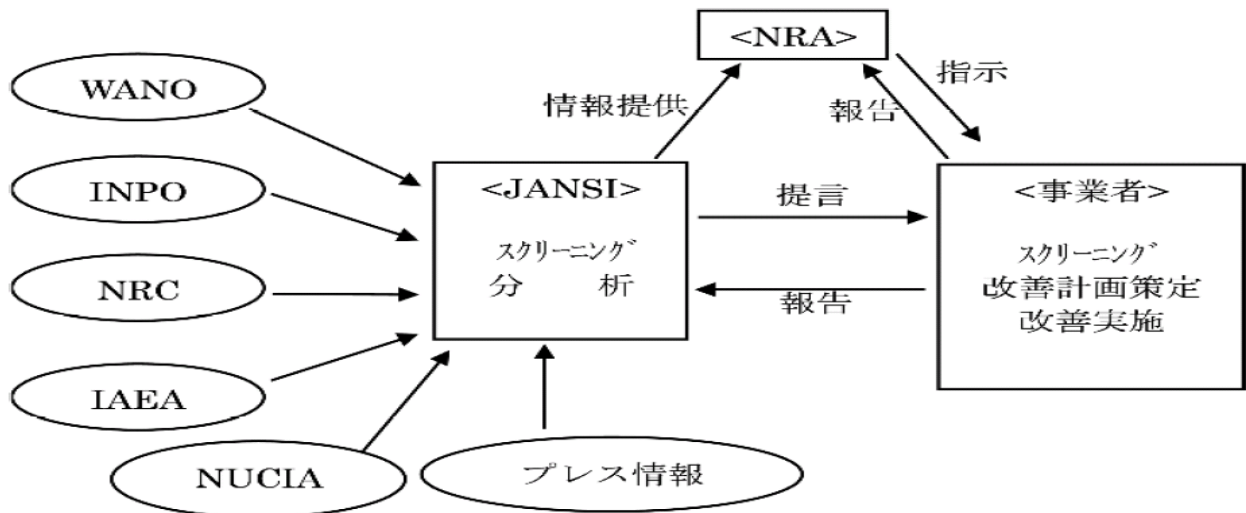 <NRA>
WANO
指示
情報提供
報告
INPO
<JANSI>
スクリーニング
分 析
提言
<事業者>
スクリーニング
改善計画策定
改善実施
NRC
報告
IAEA
NUCIA
プレス情報